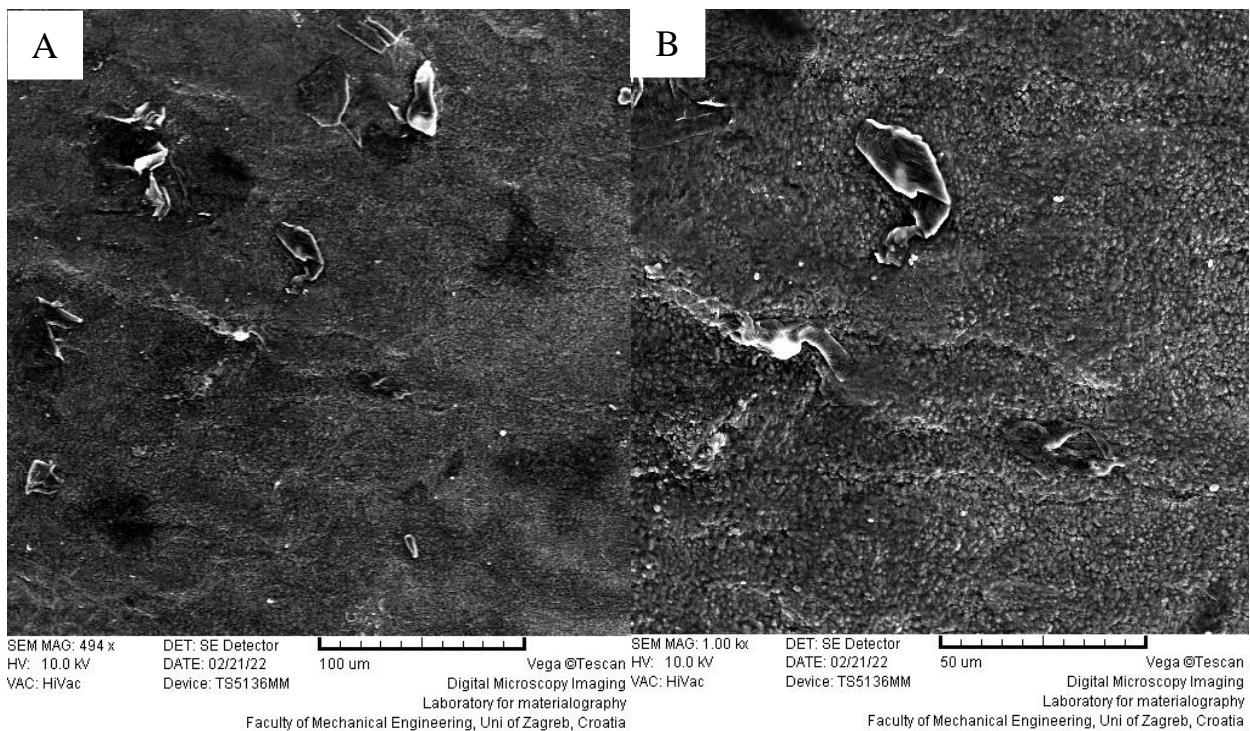 A
B
SEM MAG: 494 x DET: SE Detector
HV: 10.0 kV DATE: 02/21/22 100 um Vega ©Tescan
VAC: HiVac Device: TS5136MM Digital Microscopy Imaging
Laboratory for materialography
Faculty of Mechanical Engineering, Uni of Zagreb, Croatia
SEM MAG: 1.00 kx DET: SE Detector
HV: 10.0 kV DATE: 02/21/22 50 um Vega ©Tescan
VAC: HiVac Device: TS5136MM Digital Microscopy Imaging
Laboratory for materialography
Faculty of Mechanical Engineering, Uni of Zagreb, Croatia